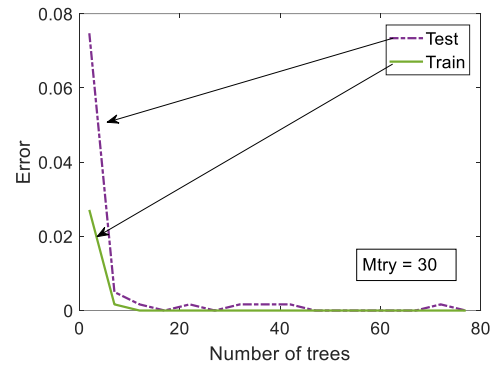 0.08
0.06
0.04
0.02
0
Error
0 20 40 60 80
Number of trees
Test
Train
Mtry = 30